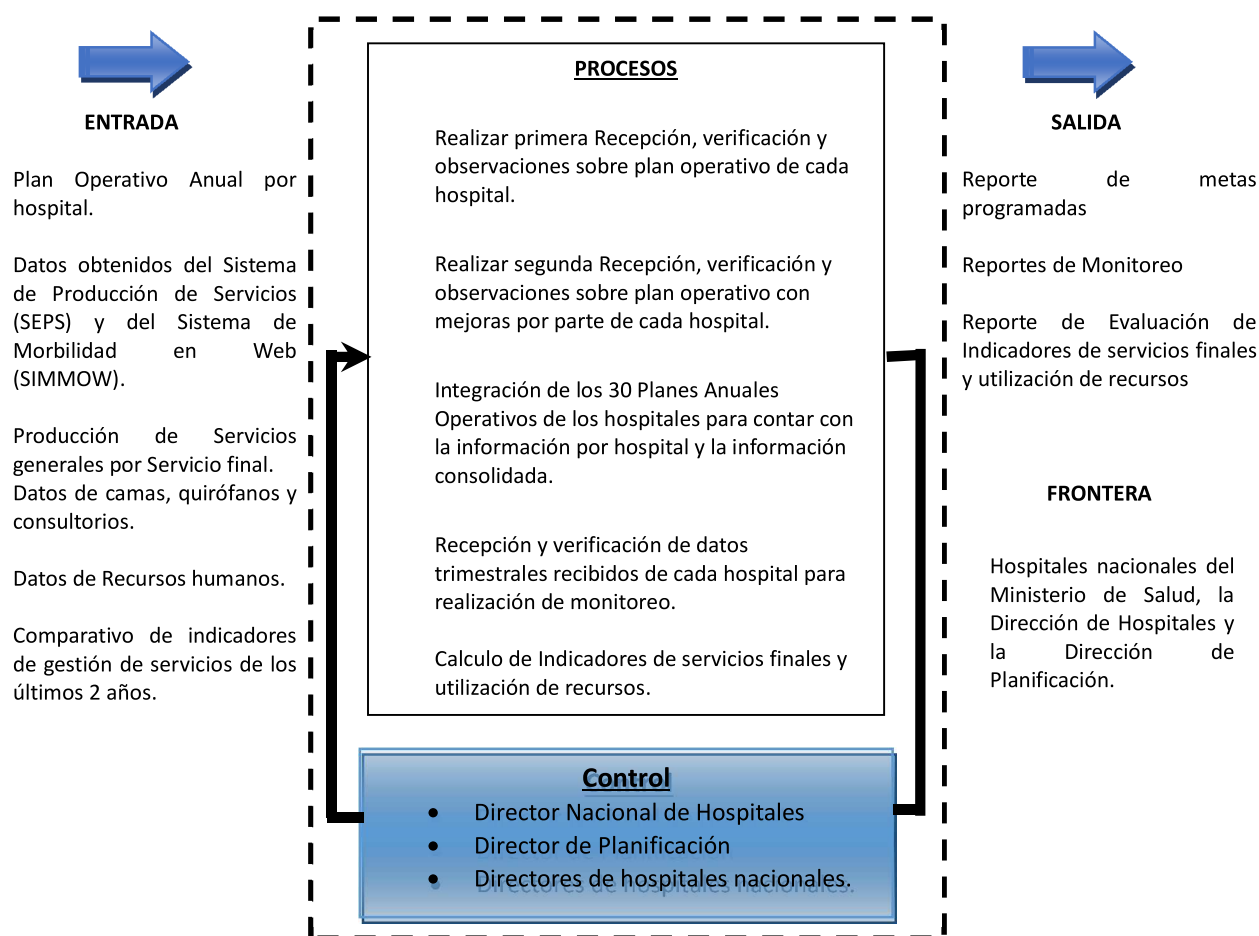 ENTRADA
Plan Operativo Anual por
hospital.
Datos obtenidos del Sistema
de Producción de Servicios
(SEPS) y del Sistema de
Morbilidad en Web
(SIMMOW).
Producción de Servicios
generales por Servicio final.
Datos de camas, quirófanos y
consultorios.
Datos de Recursos humanos.
Comparativo de indicadores
de gestión de servicios de los
últimos 2 años.
PROCESOS
Realizar primera Recepción, verificación y
observaciones sobre plan operativo de cada
hospital.
Realizar segunda Recepción, verificación y
observaciones sobre plan operativo con
mejoras por parte de cada hospital.
Integración de los 30 Planes Anuales
Operativos de los hospitales para contar con
la información por hospital y la información
consolidada.
Recepción y verificación de datos
trimestrales recibidos de cada hospital para
realización de monitoreo.
Calculo de Indicadores de servicios finales y
utilización de recursos.
Control
• Director Nacional de Hospitales
• Director de Planificación
• Directores de hospitales nacionales.
SALIDA
Reporte de metas
programadas
Reportes de Monitoreo
Reporte de Evaluación de
Indicadores de servicios finales
y utilización de recursos
FRONTERA
Hospitales nacionales del
Ministerio de Salud, la
Dirección de Hospitales y
la Dirección de
Planificación.